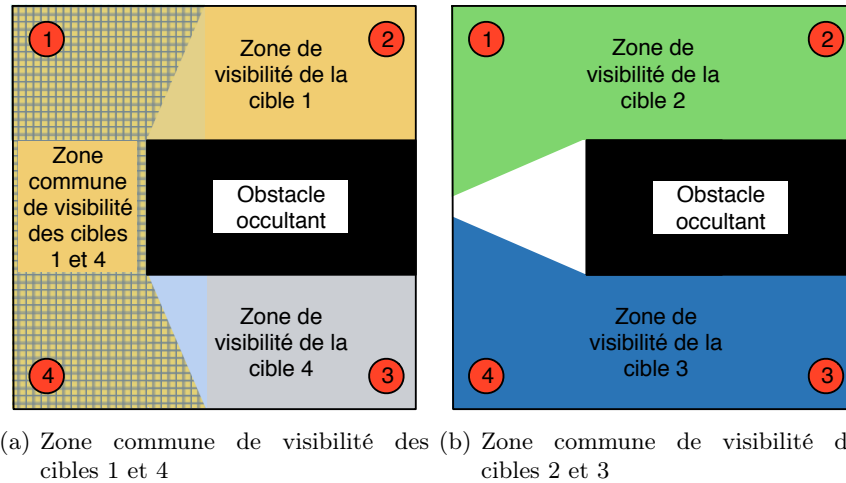 1
2
Zone de
visibilité de la
cible 1
Zone
commune
de visibilité
des cibles
1 et 4
Obstacle
occultant
Zone de
visibilité de la
cible 4
4
3
1
2
Zone de
visibilité de la
cible 2
Obstacle
occultant
Zone de
visibilité de la
cible 3
4
3
(a) Zone commune de visibilité des
cibles 1 et 4
(b) Zone commune de visibilité d
cibles 2 et 3